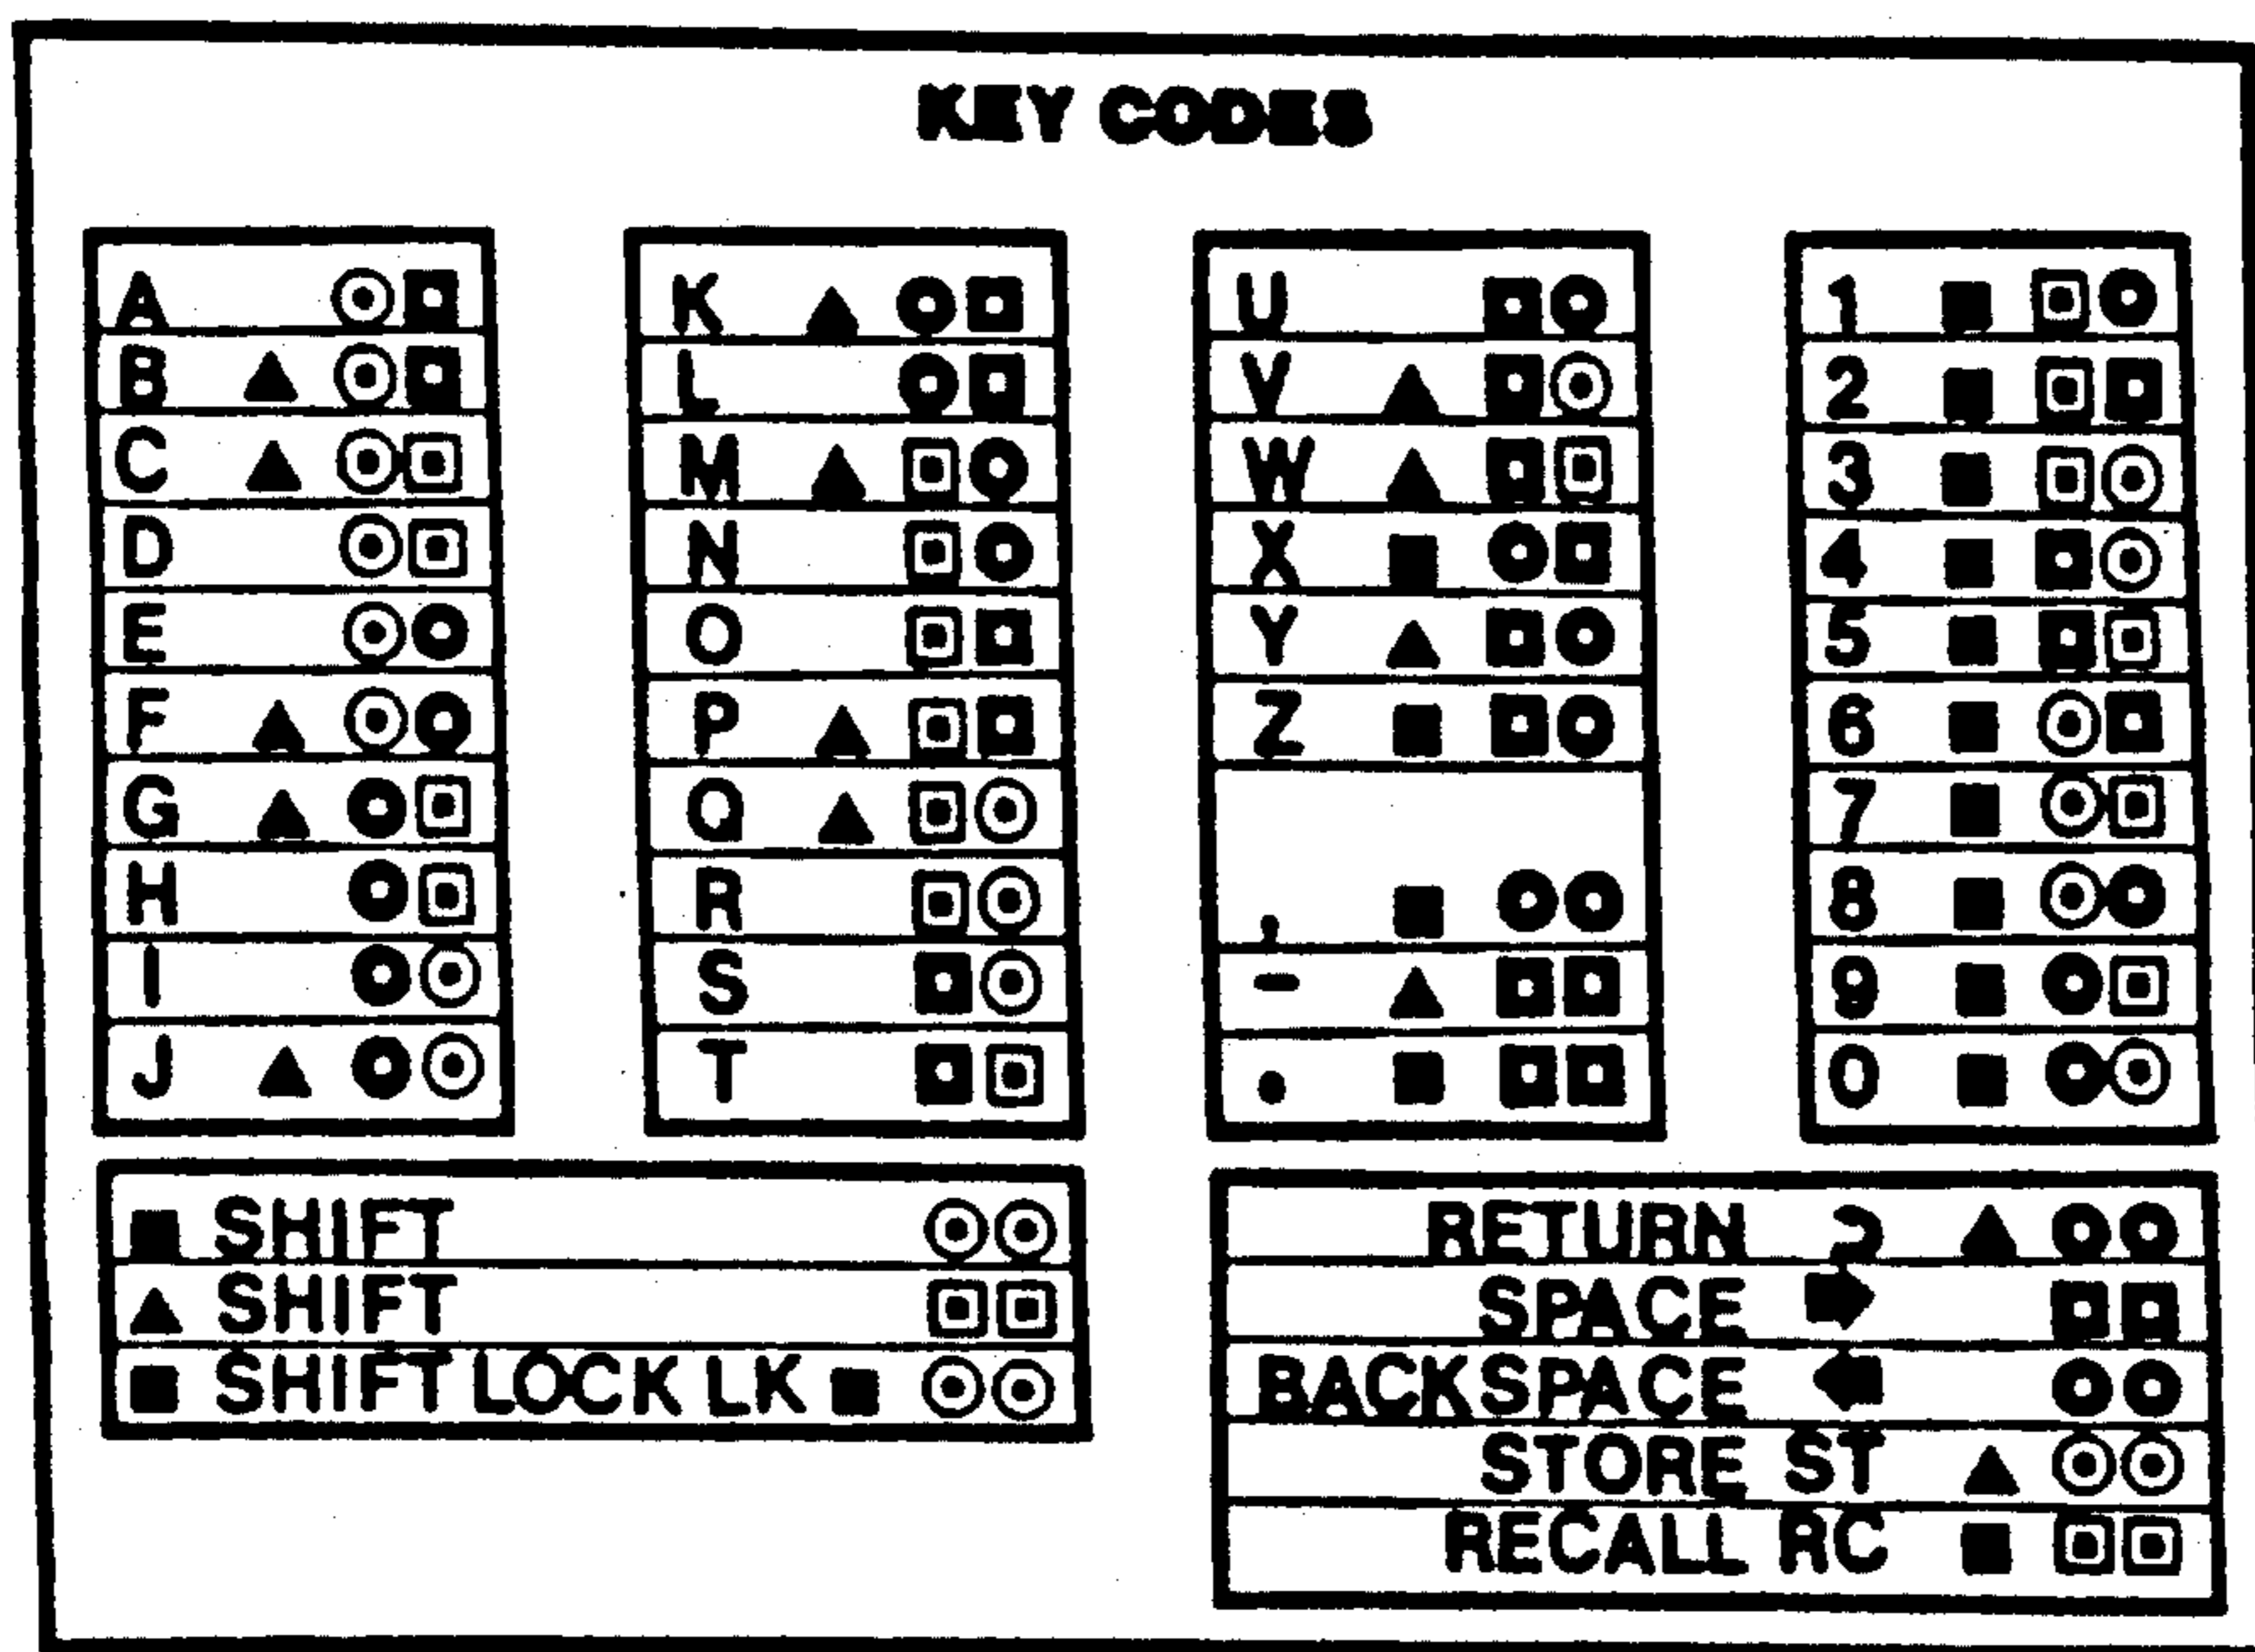 KEY CODES
A
B
C
D
E
F
G
H
I
J
K
L
M
N
O
P
Q
R
S
T
U
V
W
X
Y
Z
,
-
.
1
2
3
4
5
6
7
8
9
0
SHIFT
SHIFT
SHIFT LOCK LK
RETURN
SPACE
BACKSPACE
STORE ST
RECALL RC